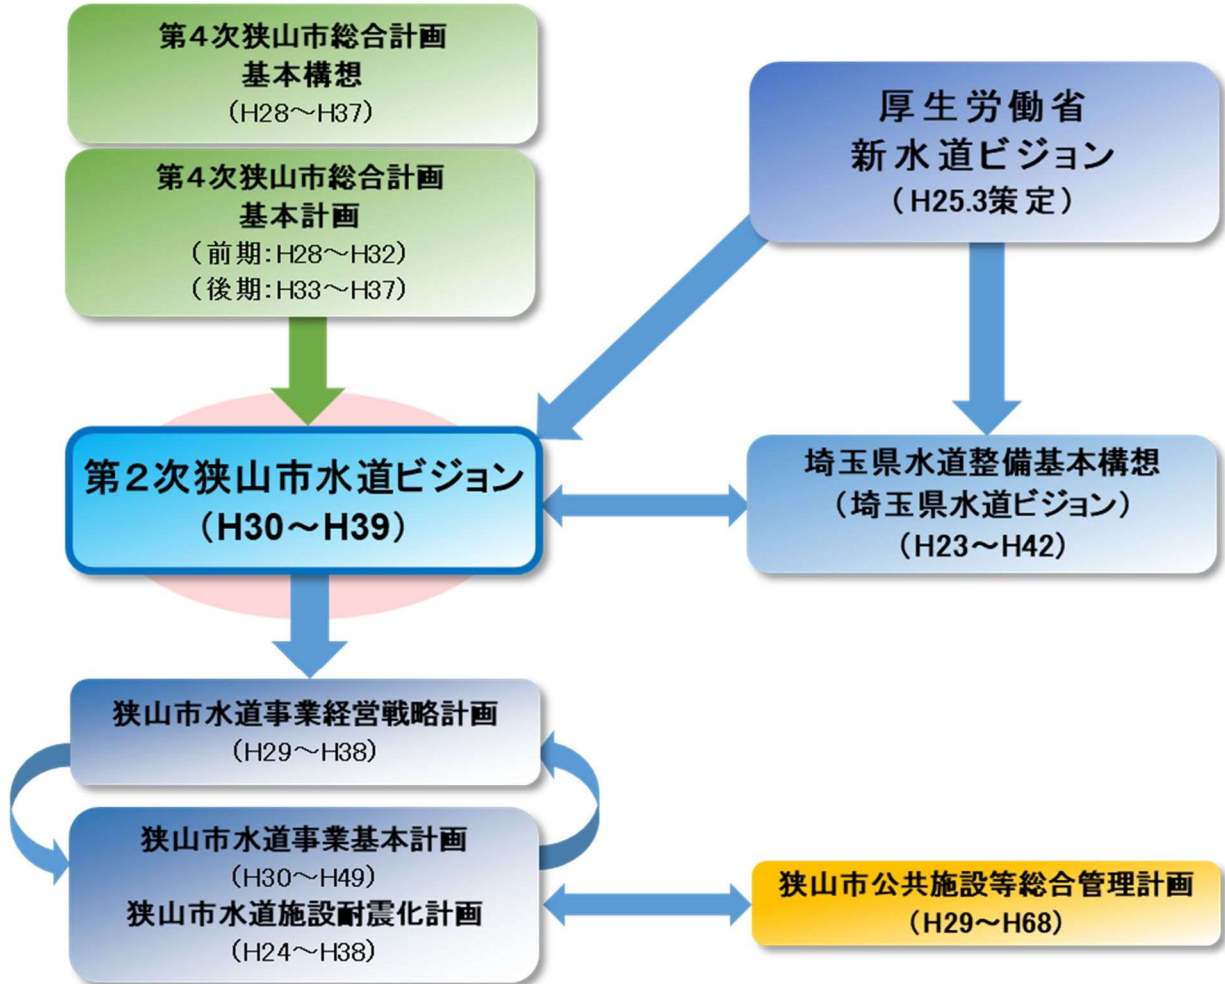 第４次狭山市総合計画
基本構想
（H28～H37）
第４次狭山市総合計画
基本計画
（前期：H28～H32）
（後期：H33～H37）
厚生労働省
新水道ビジョン
（H25.3策定）
第２次狭山市水道ビジョン
（H30～H39）
埼玉県水道整備基本構想
（埼玉県水道ビジョン）
（H23～H42）
狭山市水道事業経営戦略計画
（H29～H38）
狭山市水道事業基本計画
（H30～H49）
狭山市水道施設耐震化計画
（H24～H38）
狭山市公共施設等総合管理計画
（H29～H68）